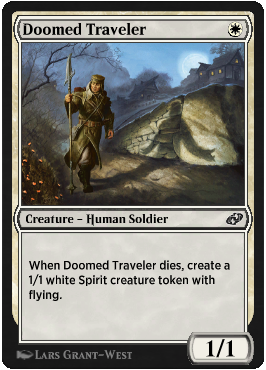 Doomed Traveler
Creature – Human Soldier
When Doomed Traveler dies, create a
1/1 white Spirit creature token with
flying.
Lars Grant-West
1/1